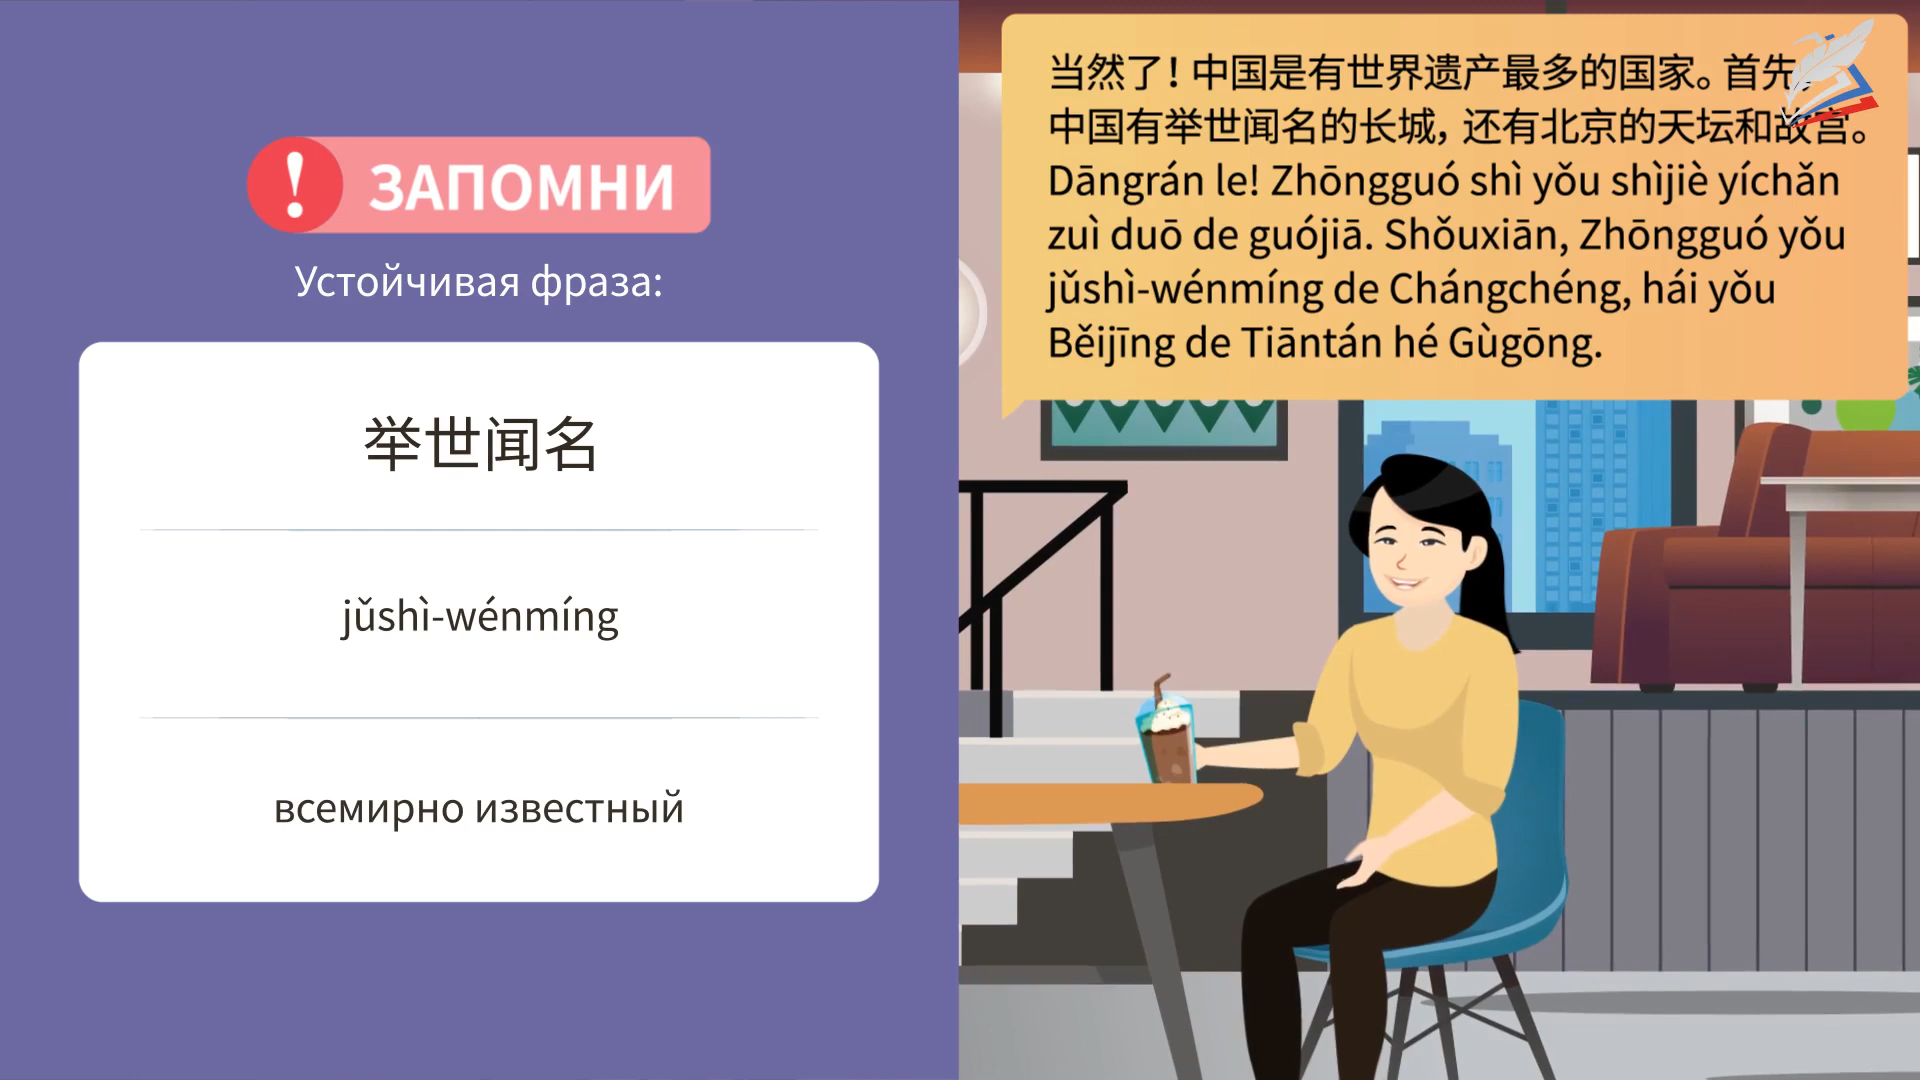 ! ЗАПОМНИ
Устойчивая фраза:
举世闻名
jǔshì-wénmíng
всемирно известный
当然了！中国是有世界遗产最多的国家。首先，
中国有举世闻名的长城，还有北京的天坛和故宫。
Dāngrán le! Zhōngguó shì yǒu shìjiè yíchǎn
zuì duō de guójiā. Shǒuxiān, Zhōngguó yǒu
jǔshì-wénmíng de Chángchéng, hái yǒu
Běijīng de Tiāntán hé Gùgōng.